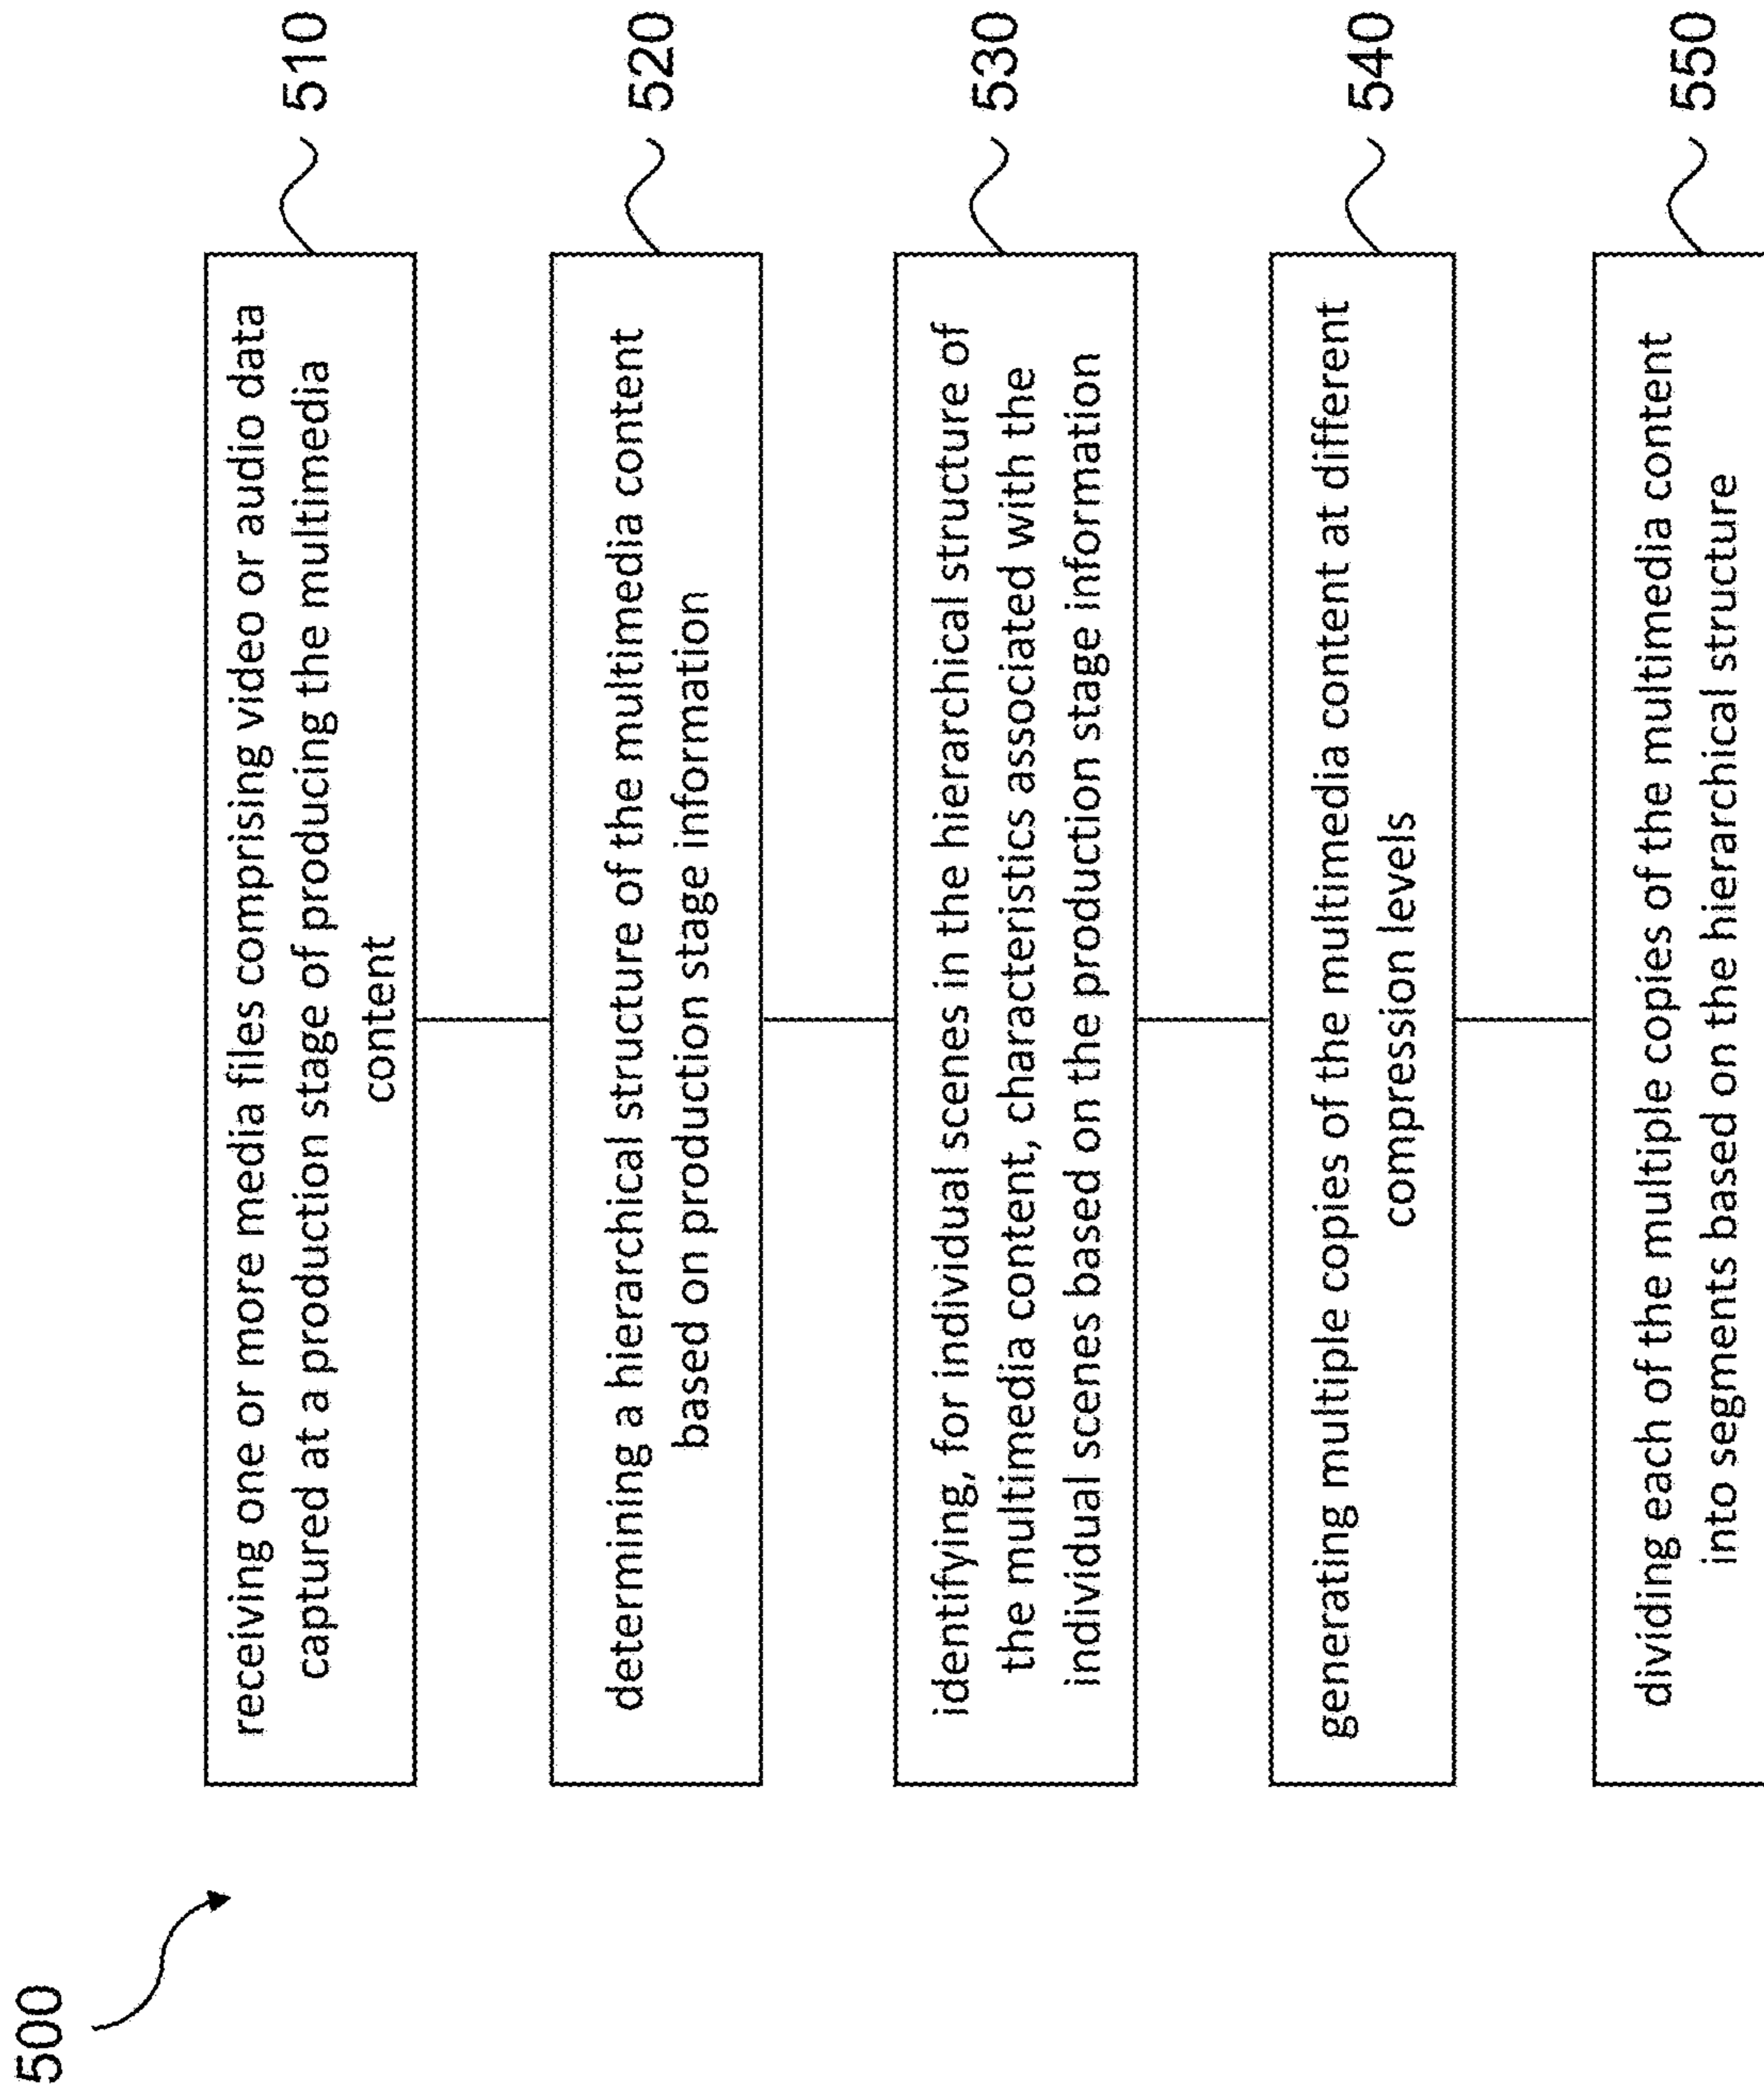 500
receiving one or more media files comprising video or audio data
captured at a production stage of producing the multimedia
content
510
determining a hierarchical structure of the multimedia content
based on production stage information
520
identifying, for individual scenes in the hierarchical structure of
the multimedia content, characteristics associated with the
individual scenes based on the production stage information
530
generating multiple copies of the multimedia content at different
compression levels
540
dividing each of the multiple copies of the multimedia content
into segments based on the hierarchical structure
550